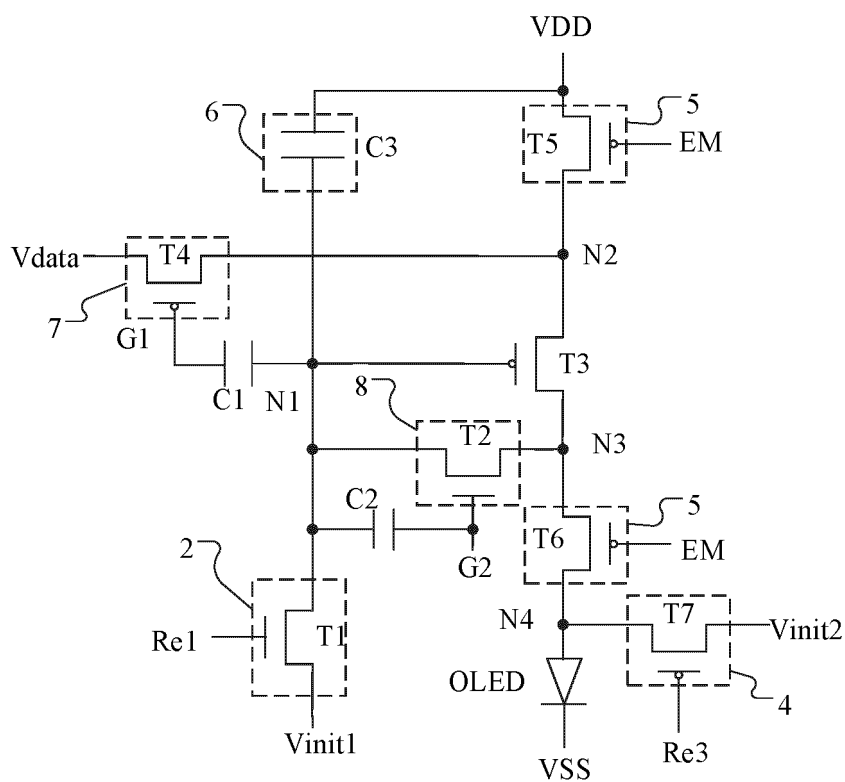 VDD
6
5
C3
T5
EM
Vdata
T4
N2
7
G1
T3
C1
N1
8
T2
N3
C2
5
2
T6
EM
G2
Re1
T1
N4
T7
Vinit2
OLED
4
Vinit1
VSS
Re3